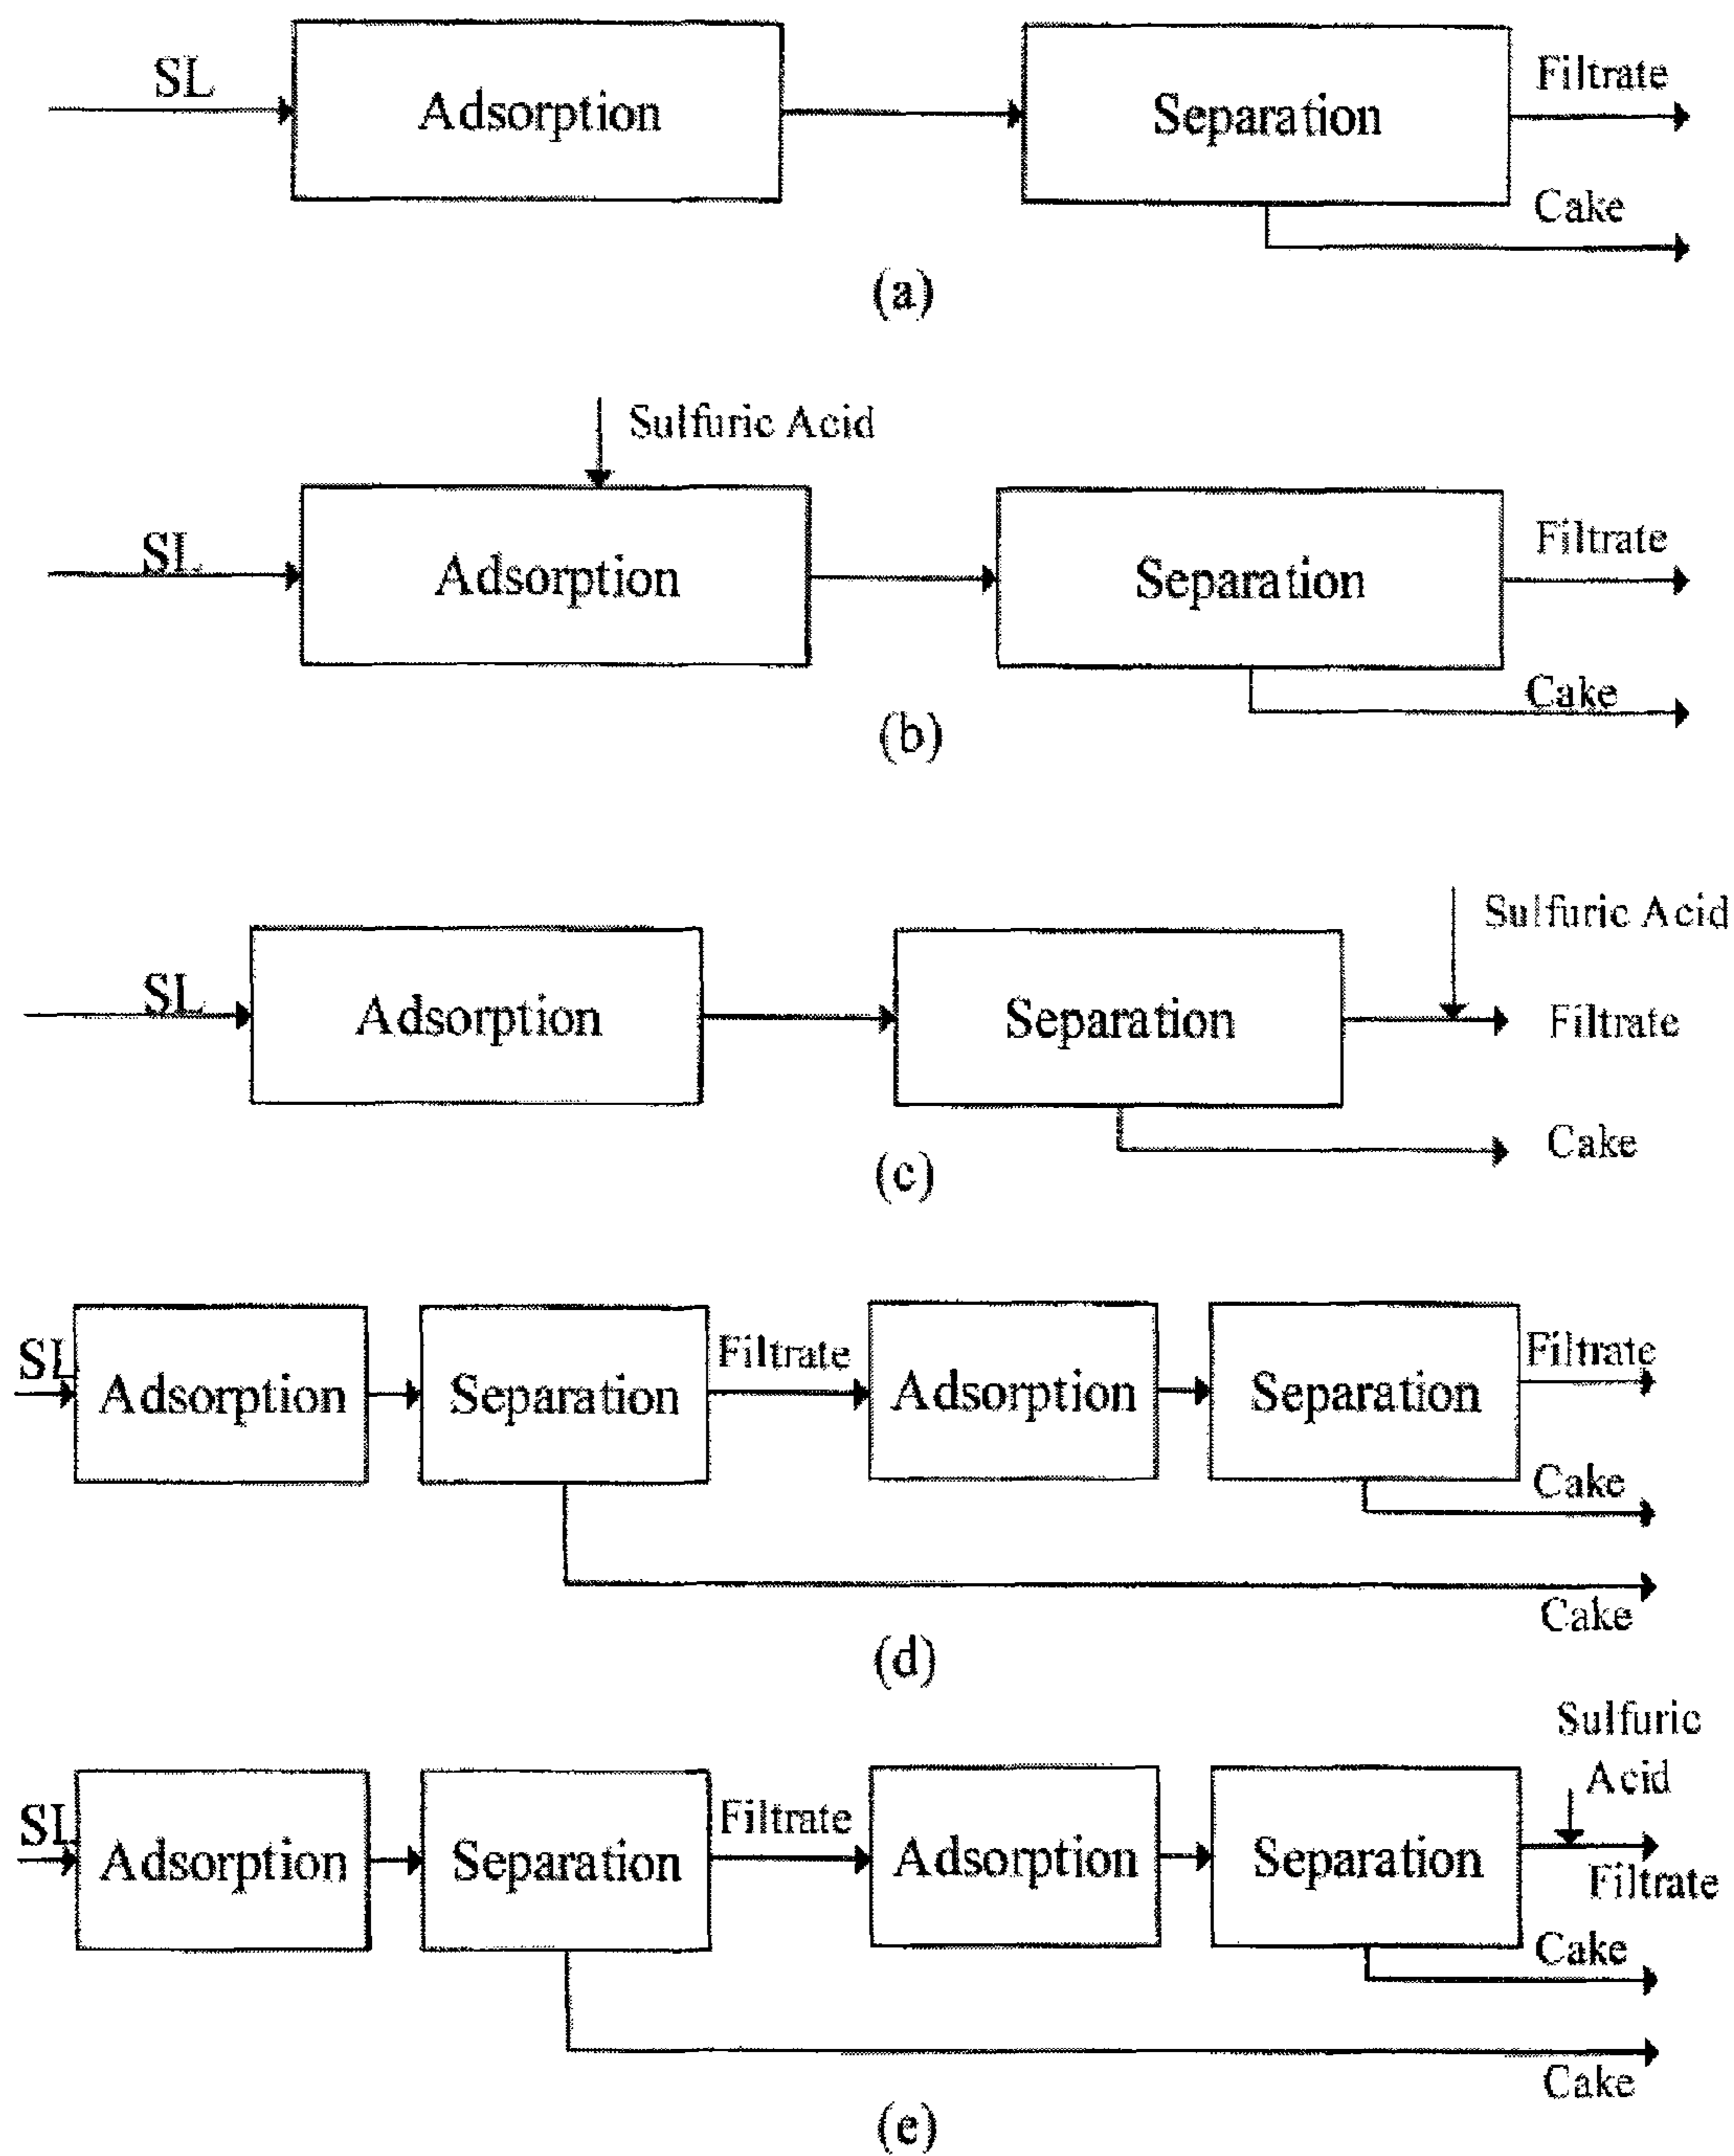 SL
Adsorption
Separation
Filtrate
Cake
(a)
Sulfuric Acid
SL
Adsorption
Separation
Filtrate
Cake
(b)
Sulfuric Acid
SL
Adsorption
Separation
Filtrate
Cake
(c)
SL
Adsorption
Separation
Filtrate
Adsorption
Separation
Filtrate
Cake
Cake
(d)
Sulfuric
Acid
SL
Adsorption
Separation
Filtrate
Adsorption
Separation
Filtrate
Cake
Cake
(e)